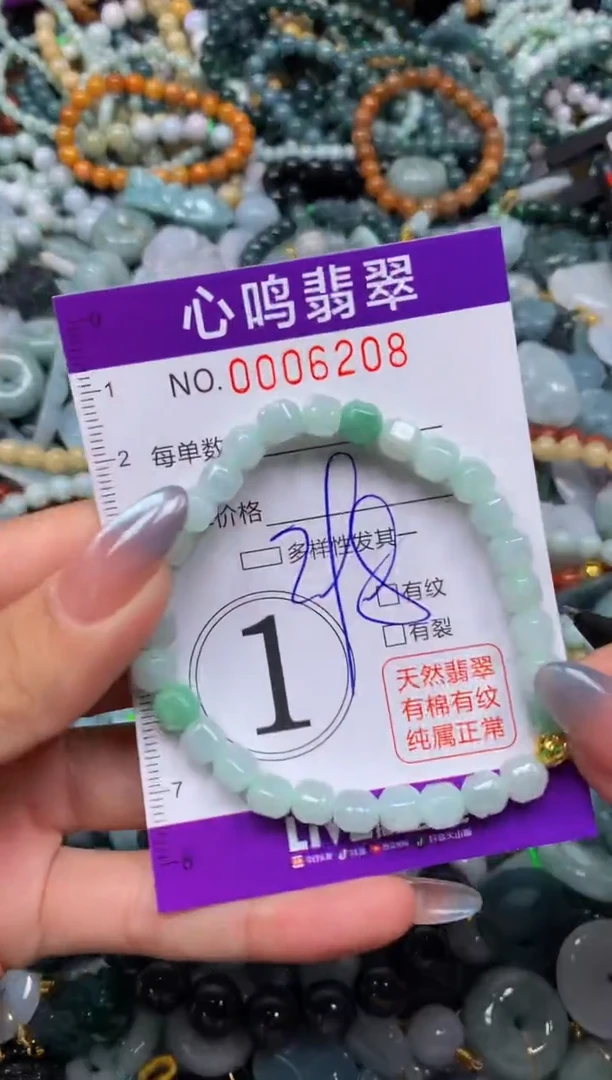 心鸣翡翠
NO.0006208
1
2
每单数
价格
多样性发其
有纹
有裂
1
天然翡翠
有棉有纹
纯属正常
7